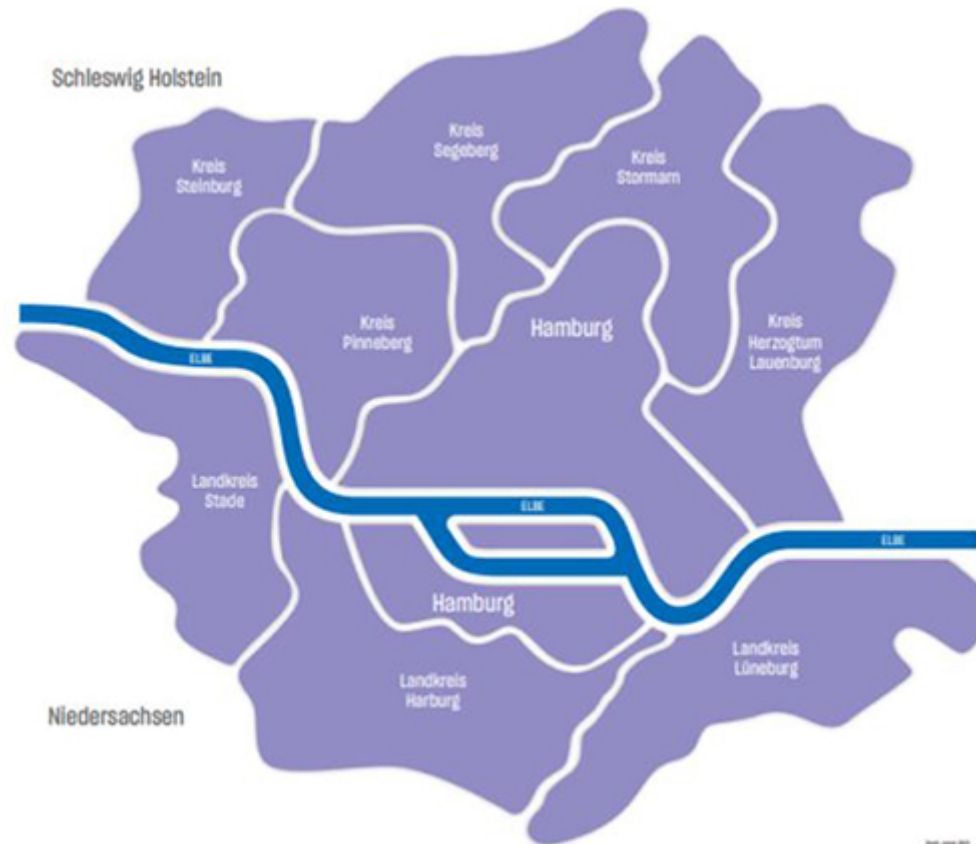 Schleswig Holstein
Kreis
Segeberg
Kreis
Stormarn
Kreis
Steinburg
Kreis
Pinneberg
Hamburg
Kreis
Herzogtum
Lauenburg
ELBE
Landkreis
Stade
ELBE
ELBE
Hamburg
Landkreis
Lüneburg
Landkreis
Harburg
Niedersachsen